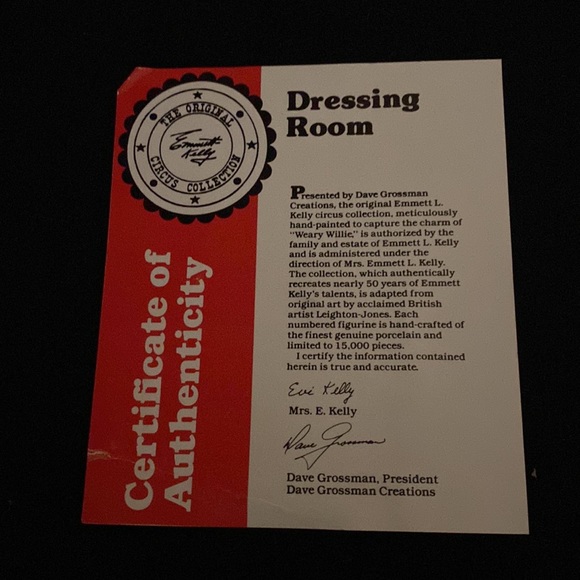 THE ORIGINAL
Emmett
Kelly
CIRCUS COLLECTION
Certificate of
Authenticity
Dressing
Room
Presented by Dave Grossman
Creations, the original Emmett L.
Kelly circus collection, meticulously
hand-painted to capture the charm of
"Weary Willie," is authorized by the
family and estate of Emmett L. Kelly
and is administered under the
direction of Mrs. Emmett L. Kelly.
The collection, which authentically
recreates nearly 50 years of Emmett
Kelly's talents, is adapted from
original art by acclaimed British
artist Leighton-Jones. Each
numbered figurine is hand-crafted of
the finest genuine porcelain and
limited to 15,000 pieces.
I certify the information contained
herein is true and accurate.
Evi Kelly
Mrs. E. Kelly
Dave Grossman
Dave Grossman, President
Dave Grossman Creations